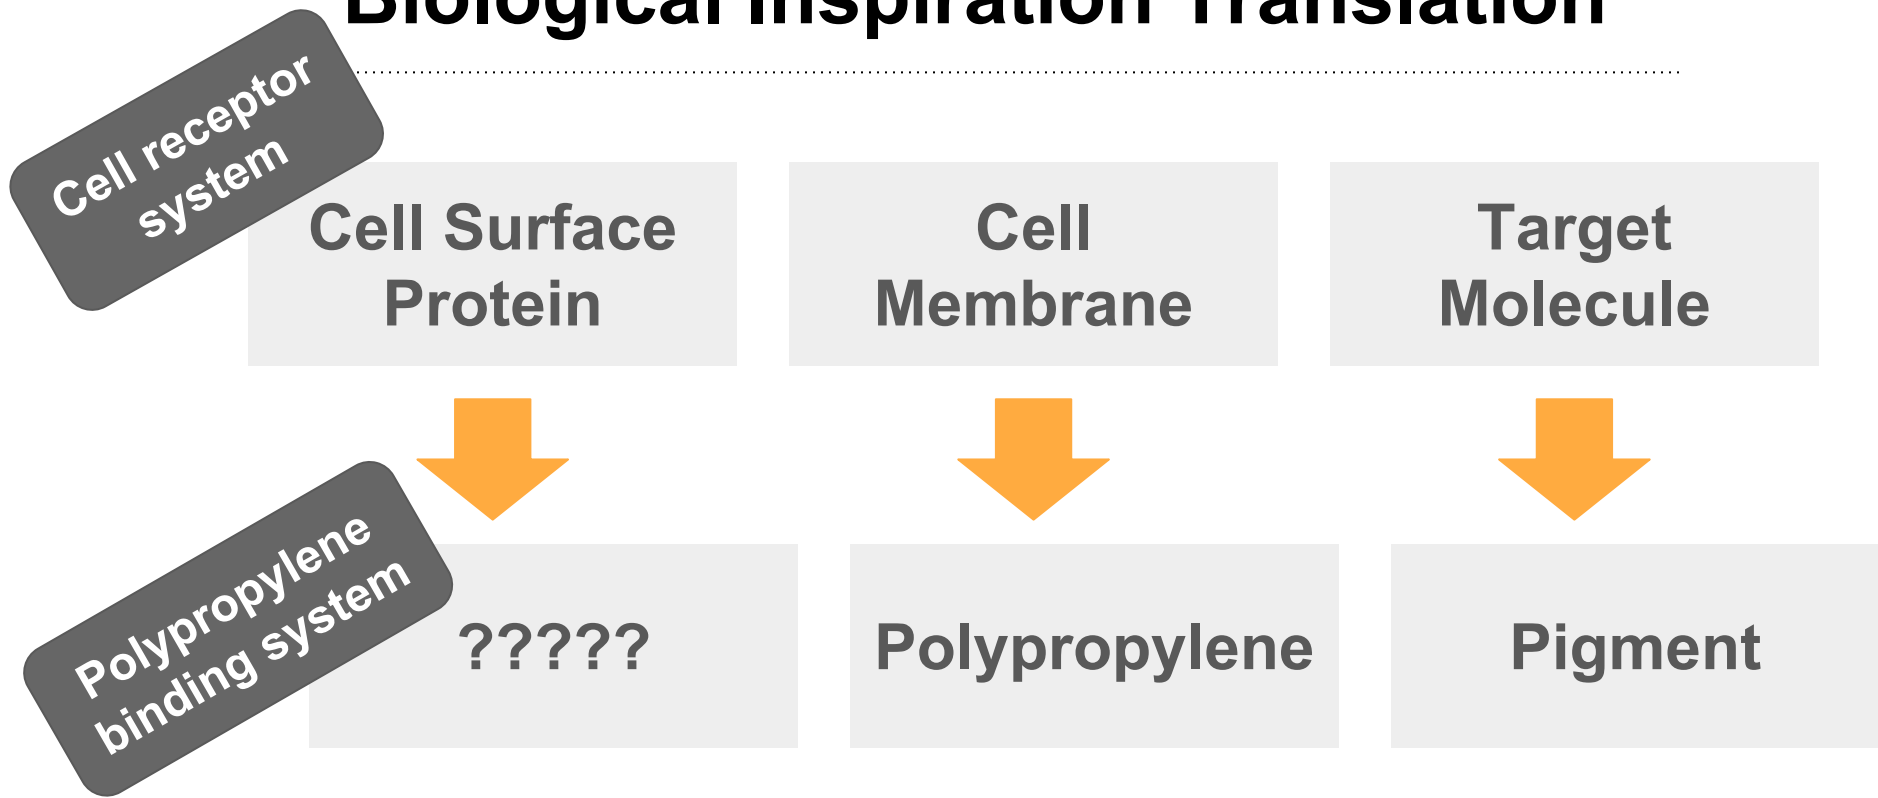 Biological Inspiration Translation
Cell receptor
system
Cell Surface
Protein
Cell
Membrane
Target
Molecule
Polypropylene
binding system
?????
Polypropylene
Pigment